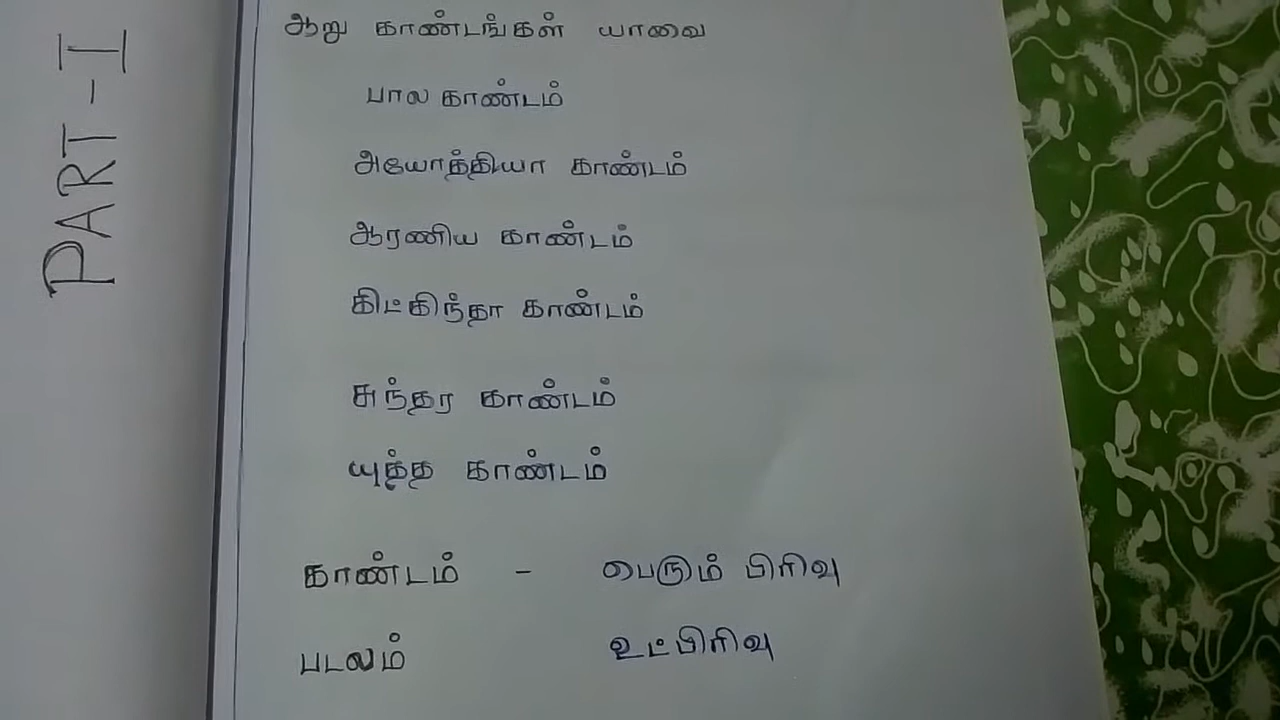 PART-I
ஆறு காண்டங்கள் யாவை
பால காண்டம்
அயோத்தியா காண்டம்
ஆரணிய காண்டம்
கிட்கிந்தா காண்டம்
சுந்தர காண்டம்
யுத்த காண்டம்
காண்டம் - பெரும் பிரிவு
படலம் உட்பிரிவு